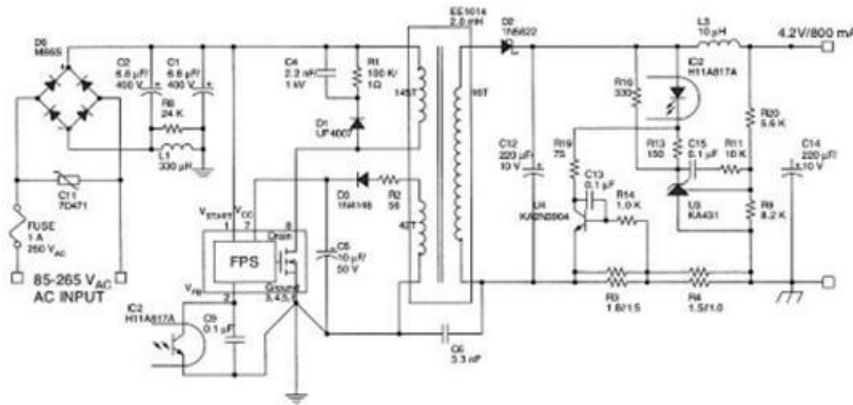 D6
MB6S
C2
6.8 µF/
400 V
C1
6.8 µF/
400 V
R8
24 K
L1
330 µH
C11
7D471
FUSE
1 A
250 VAC
85-265 VAC
AC INPUT
C4
2.2 nF/
1 kV
R1
100 K/
1Ω
D1
UF4007
145T
EE1014
2.0 mH
16T
D3
1N4148
R2
56
42T
VSTART
VCC
1
7
8
Drain
FPS
VFB
2
Ground
3,4,5,
C5
10 µF/
50 V
IC2
H11A817A
C9
0.1 µF
C6
3.3 nF
D2
1N5822
L3
10 µH
4.2V/800 mA
IC2
H11A817A
R16
330
R20
5.6 K
C12
220 µF
10 V
R19
75
R13
150
C15
0.1 µF
R11
10 K
C14
220 µF/
10 V
C13
0.1 µF
U4
KA2N3904
R14
1.0 K
U3
KA431
R9
8.2 K
R3
1.8/1.5
R4
1.5/1.0